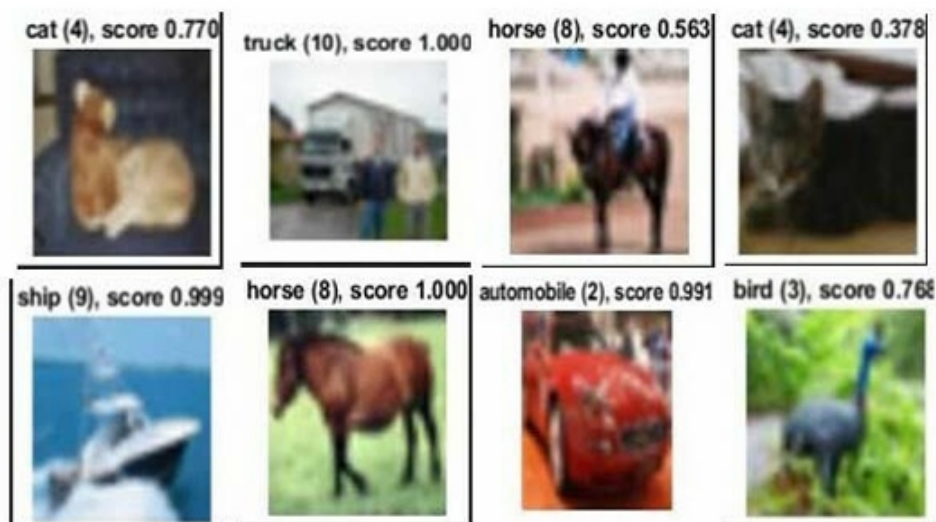 cat (4), score 0.770
truck (10), score 1.000
horse (8), score 0.563
cat (4), score 0.378
ship (9), score 0.999
horse (8), score 1.000
automobile (2), score 0.991
bird (3), score 0.768